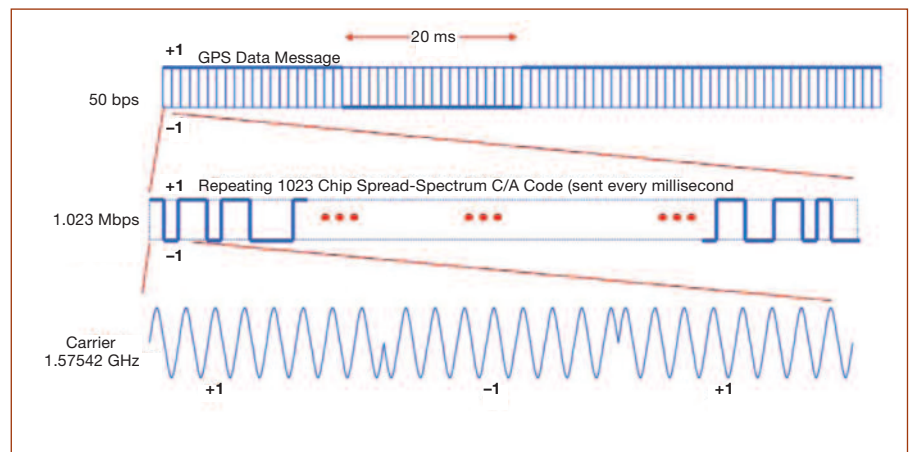 20 ms
+1
GPS Data Message
50 bps
–1
+1
Repeating 1023 Chip Spread-Spectrum C/A Code (sent every millisecond
1.023 Mbps
–1
Carrier
1.57542 GHz
+1
–1
+1